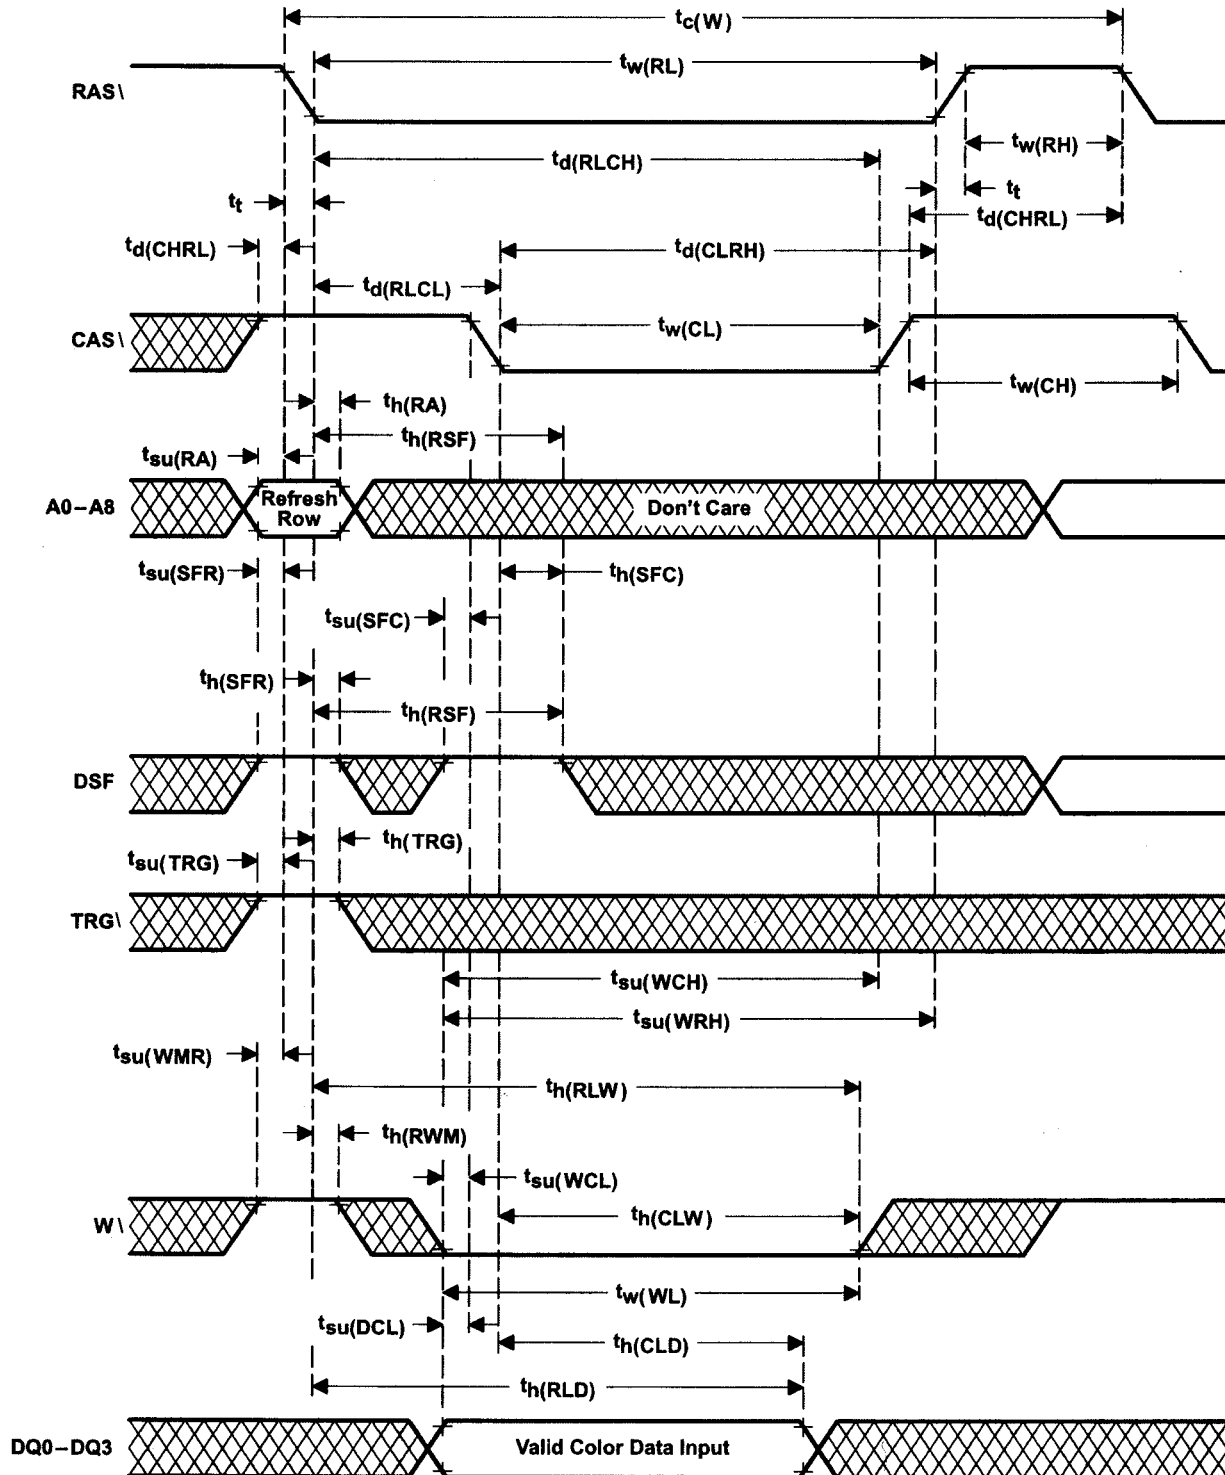 tc(W)
tw(RL)
RAS\
tw(RH)
td(RLCH)
tt
tt
td(CHRL)
td(CHRL)
td(CLRH)
td(RLCL)
CAS\
tw(CL)
tw(CH)
th(RA)
th(RSF)
tsu(RA)
A0–A8
Refresh
Row
Don't Care
tsu(SFR)
th(SFC)
tsu(SFC)
th(SFR)
th(RSF)
DSF
th(TRG)
tsu(TRG)
TRG\
tsu(WCH)
tsu(WRH)
tsu(WMR)
th(RLW)
th(RWM)
tsu(WCL)
W\
th(CLW)
tw(WL)
tsu(DCL)
th(CLD)
th(RLD)
DQ0–DQ3
Valid Color Data Input